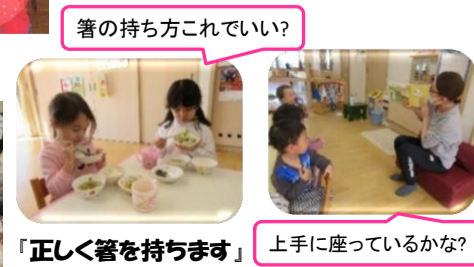 箸の持ち方これでいい?
『正しく箸を持ちます』
上手に座っているかな?